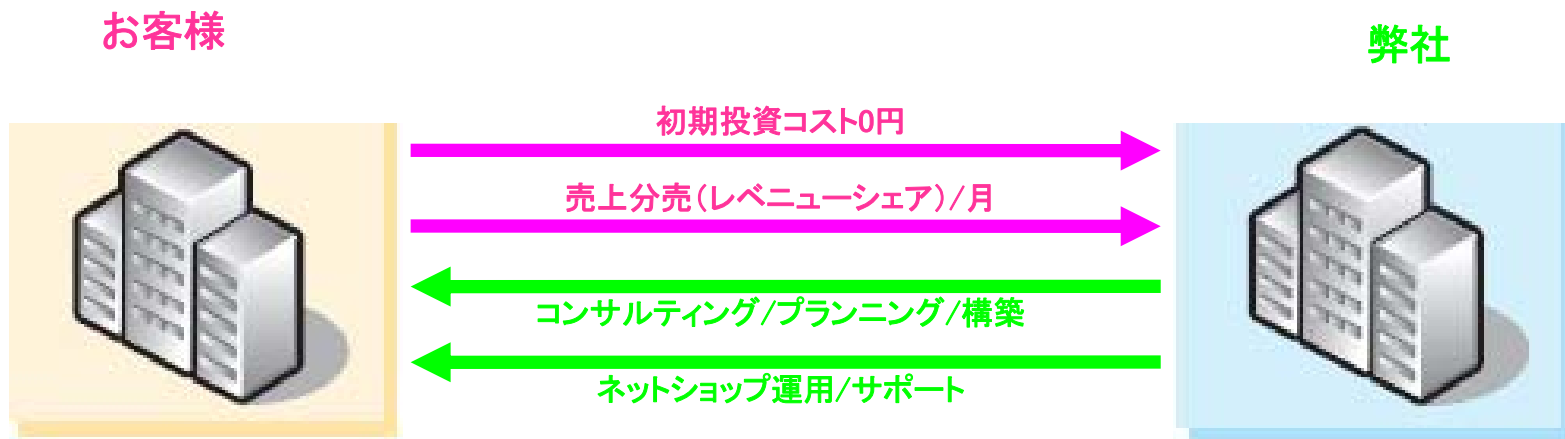 お客様
弊社
初期投資コスト0円
売上分売(レベニューシェア)/月
コンサルティング/プランニング/構築
ネットショップ運用/サポート